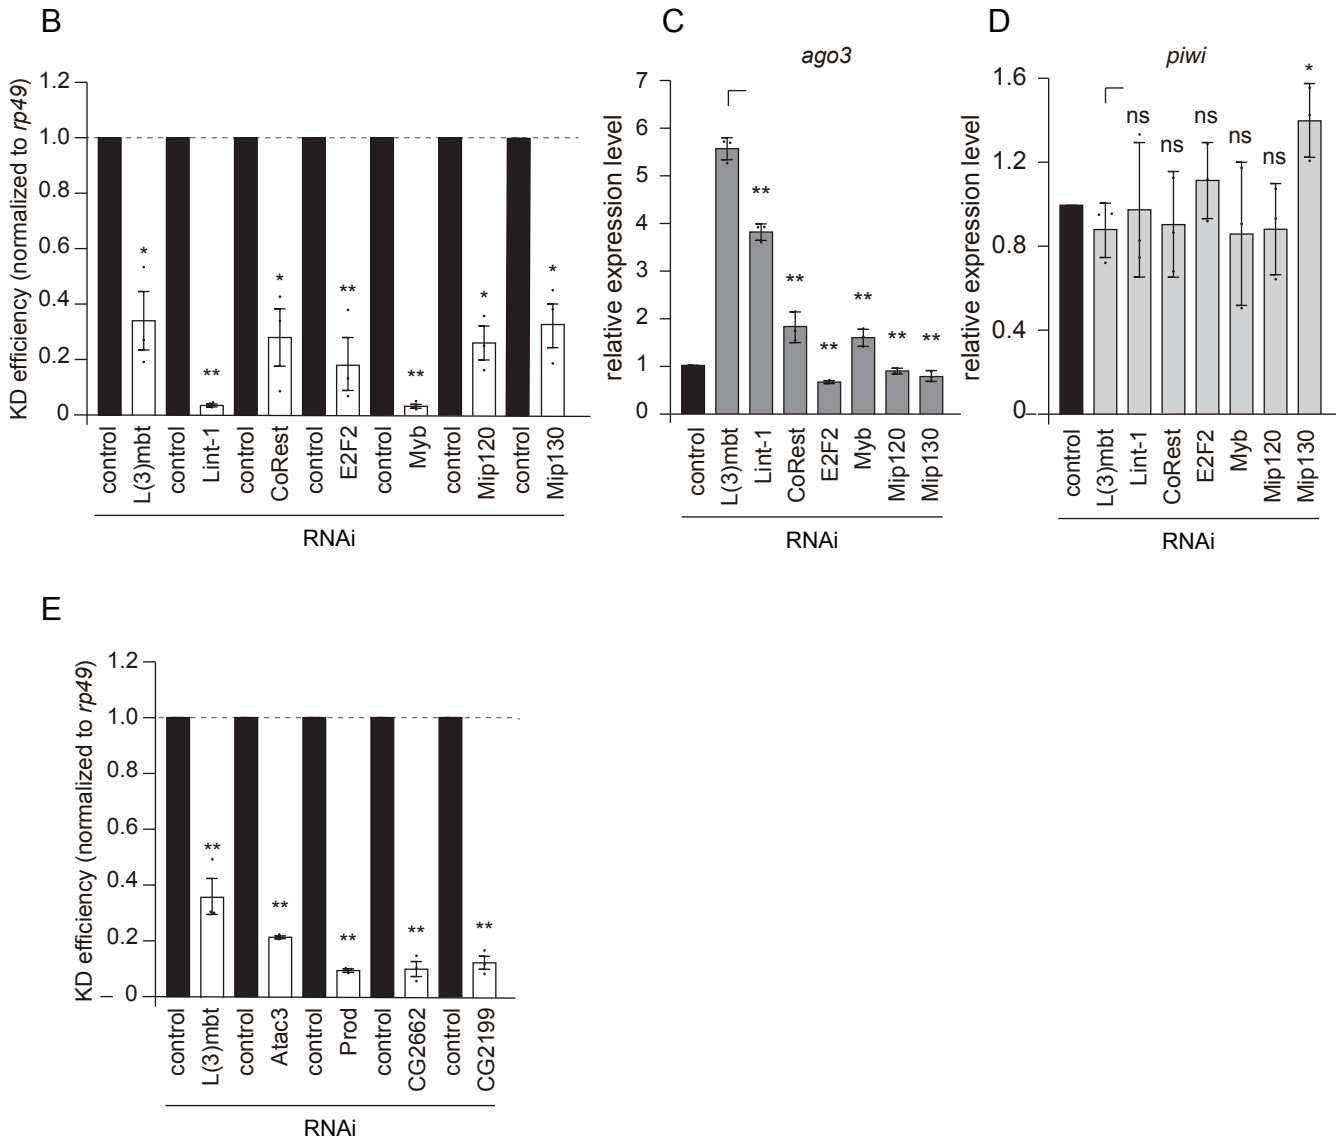 B
KD efficiency (normalized to rp49)
1.2
1.0
0.8
0.6
0.4
0.2
0
*
**
*
**
**
*
*
control
L(3)mbt
control
Lint-1
control
CoRest
control
E2F2
control
Myb
control
Mip120
control
Mip130
RNAi
C
ago3
relative expression level
7
6
5
4
3
2
1
0
**
**
**
**
**
**
control
L(3)mbt
Lint-1
CoRest
E2F2
Myb
Mip120
Mip130
RNAi
D
piwi
relative expression level
1.6
1.2
0.8
0.4
0
ns
ns
ns
ns
ns
*
control
L(3)mbt
Lint-1
CoRest
E2F2
Myb
Mip120
Mip130
RNAi
E
KD efficiency (normalized to rp49)
1.2
1.0
0.8
0.6
0.4
0.2
0
**
**
**
**
**
control
L(3)mbt
control
Atac3
control
Prod
control
CG2662
control
CG2199
RNAi